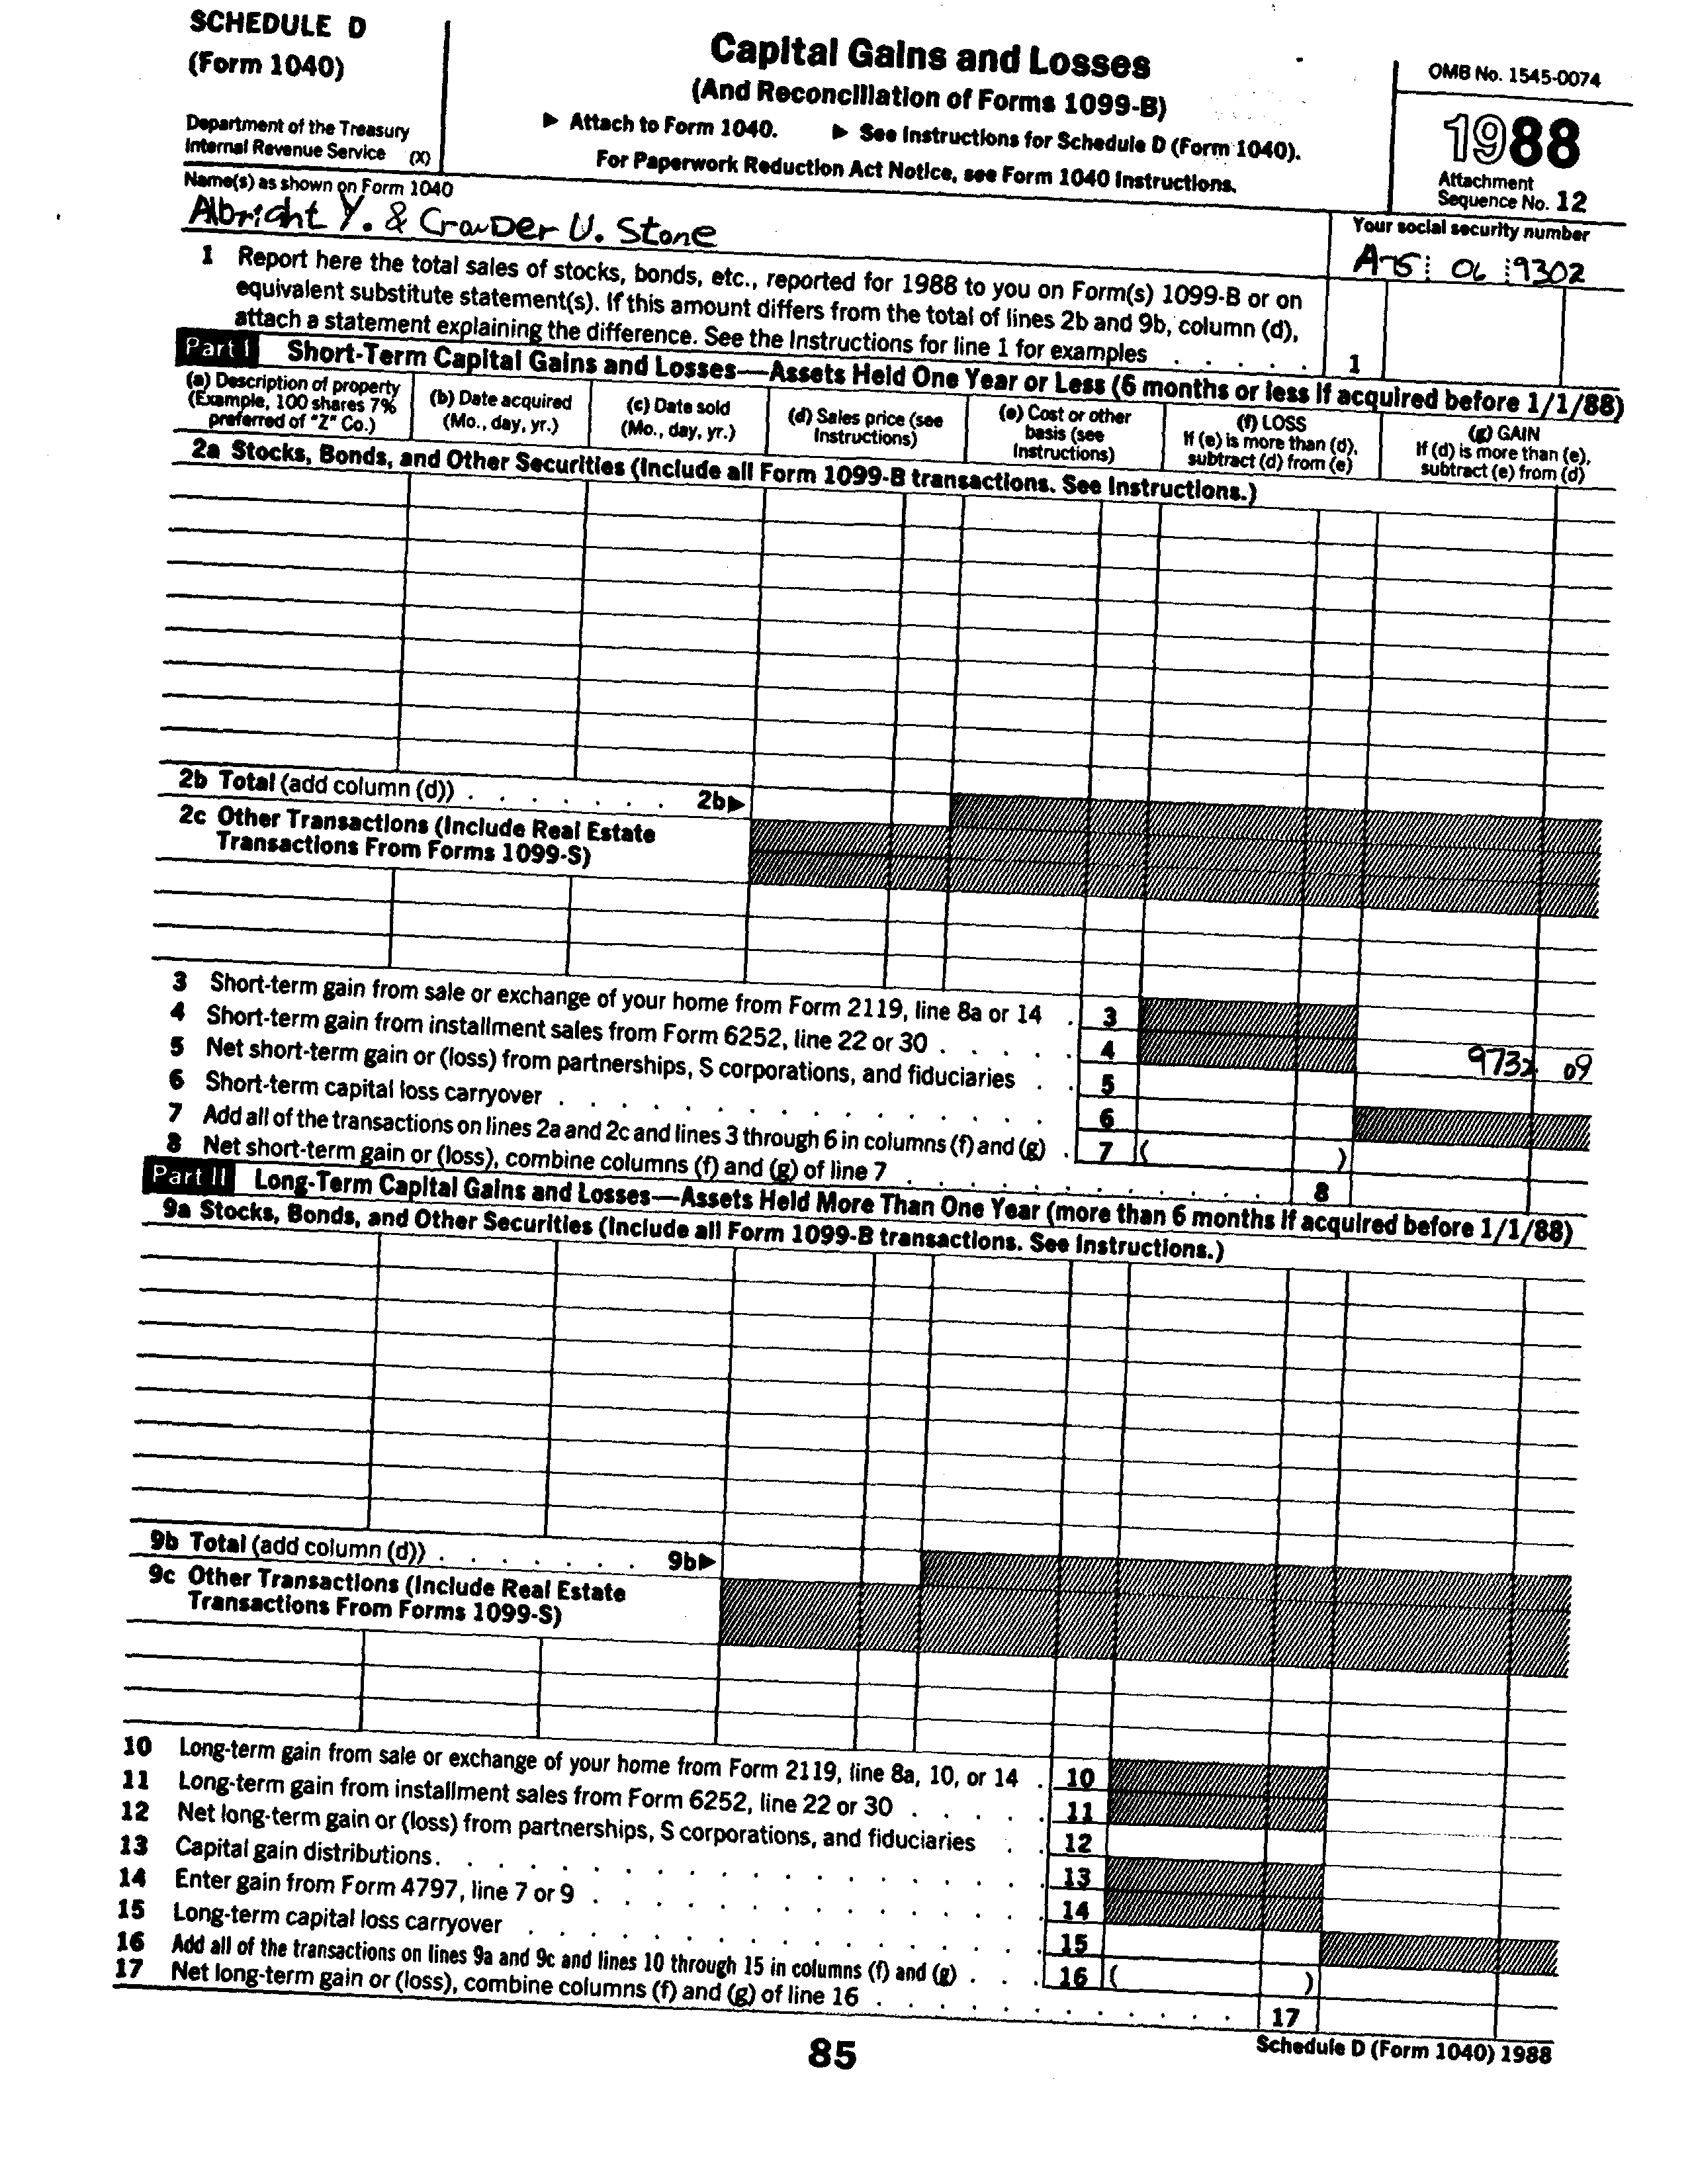 SCHEDULE D
(Form 1040)
Department of the Treasury
Internal Revenue Service (X)
Capital Gains and Losses
(And Reconciliation of Forms 1099-B)
▶ Attach to Form 1040. ▶ See Instructions for Schedule D (Form 1040).
For Paperwork Reduction Act Notice, see Form 1040 Instructions.
OMB No. 1545-0074
1988
Attachment
Sequence No. 12
Name(s) as shown on Form 1040
Albright Y. & Crowder U. Stone
Your social security number
A75 06 9302
1 Report here the total sales of stocks, bonds, etc., reported for 1988 to you on Form(s) 1099-B or on
equivalent substitute statement(s). If this amount differs from the total of lines 2b and 9b, column (d),
attach a statement explaining the difference. See the Instructions for line 1 for examples . . . . . 1
Part I Short-Term Capital Gains and Losses—Assets Held One Year or Less (6 months or less if acquired before 1/1/88)
(a) Description of property
(Example, 100 shares 7%
preferred of "Z" Co.)
(b) Date acquired
(Mo., day, yr.)
(c) Date sold
(Mo., day, yr.)
(d) Sales price (see
Instructions)
(e) Cost or other
basis (see
Instructions)
(f) LOSS
If (e) is more than (d),
subtract (d) from (e)
(g) GAIN
If (d) is more than (e),
subtract (e) from (d)
2a Stocks, Bonds, and Other Securities (Include all Form 1099-B transactions. See Instructions.)
2b Total (add column (d)) . . . . . . . 2b▶
2c Other Transactions (Include Real Estate
Transactions From Forms 1099-S)
3 Short-term gain from sale or exchange of your home from Form 2119, line 8a or 14 . 3
4 Short-term gain from installment sales from Form 6252, line 22 or 30 . . . . . 4 9732 09
5 Net short-term gain or (loss) from partnerships, S corporations, and fiduciaries . . 5
6 Short-term capital loss carryover . . . . . . . . . . . . . . . 6
7 Add all of the transactions on lines 2a and 2c and lines 3 through 6 in columns (f) and (g) . 7 ( )
8 Net short-term gain or (loss), combine columns (f) and (g) of line 7 . . . . . . . . . . . . 8
Part II Long-Term Capital Gains and Losses—Assets Held More Than One Year (more than 6 months if acquired before 1/1/88)
9a Stocks, Bonds, and Other Securities (Include all Form 1099-B transactions. See Instructions.)
9b Total (add column (d)) . . . . . . . 9b▶
9c Other Transactions (Include Real Estate
Transactions From Forms 1099-S)
10 Long-term gain from sale or exchange of your home from Form 2119, line 8a, 10, or 14 . 10
11 Long-term gain from installment sales from Form 6252, line 22 or 30 . . . . . 11
12 Net long-term gain or (loss) from partnerships, S corporations, and fiduciaries . . 12
13 Capital gain distributions . . . . . . . . . . . . . . . . . . 13
14 Enter gain from Form 4797, line 7 or 9 . . . . . . . . . . . . . 14
15 Long-term capital loss carryover . . . . . . . . . . . . . . . 15
16 Add all of the transactions on lines 9a and 9c and lines 10 through 15 in columns (f) and (g) . . . 16 ( )
17 Net long-term gain or (loss), combine columns (f) and (g) of line 16 . . . . . . . . . . . . 17
85
Schedule D (Form 1040) 1988